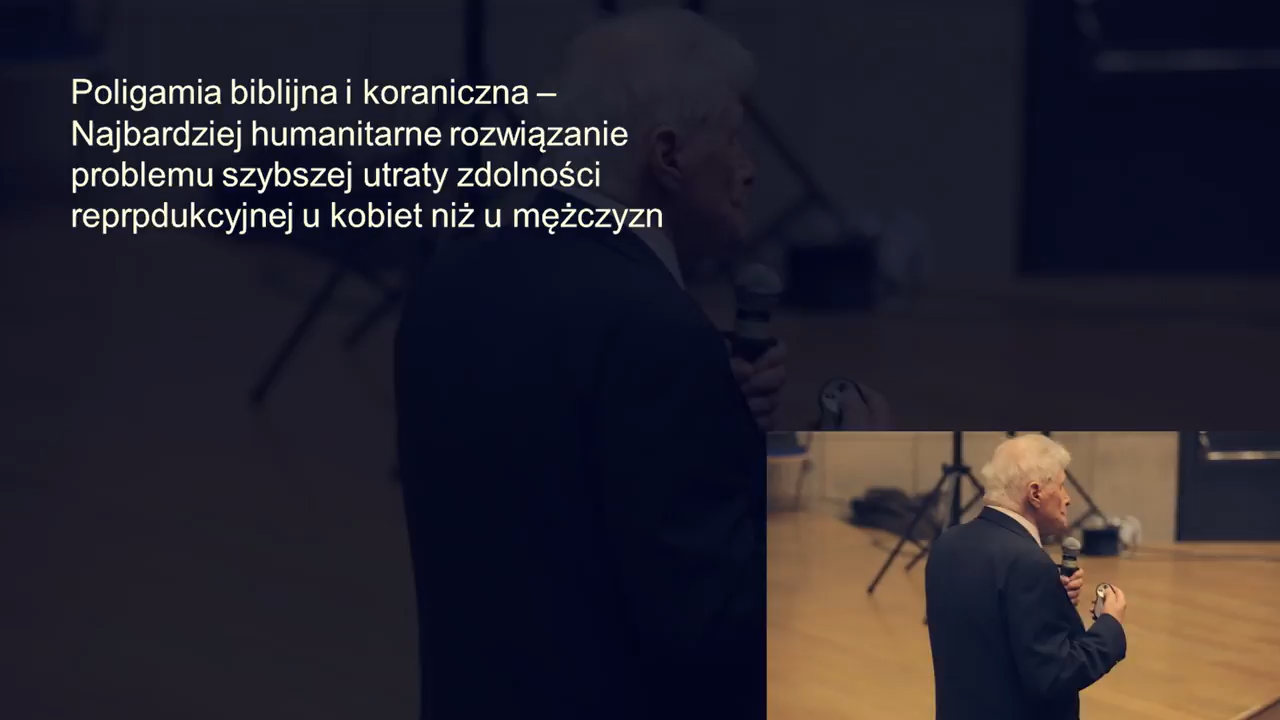 Poligamia biblijna i koraniczna –
Najbardziej humanitarne rozwiązanie
problemu szybszej utraty zdolności
reprpdukcyjnej u kobiet niż u mężczyzn